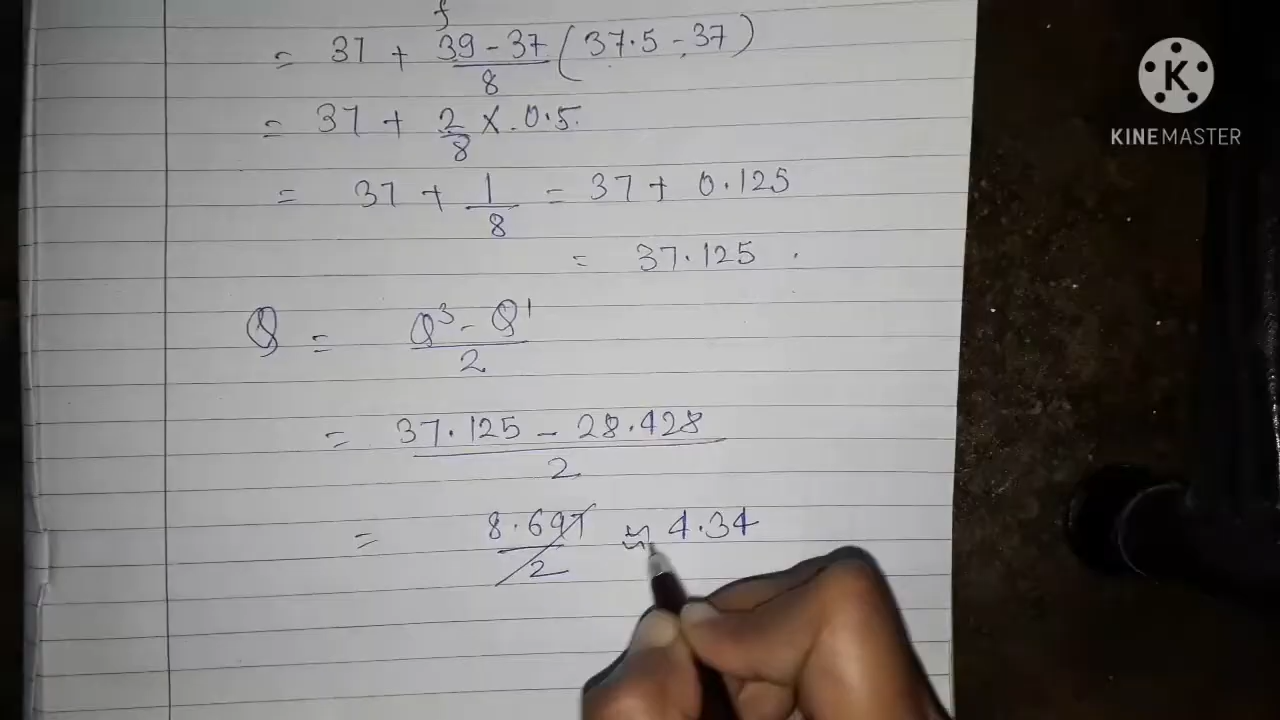 f
= 37 + 39 - 37 / 8 ( 37.5 - 37 )
= 37 + 2/8 × 0.5
= 37 + 1/8 = 37 + 0.125
= 37.125 .
Q = Q³ - Q¹ / 2
= 37.125 - 28.428 / 2
= 8.697 / 2 ≈ 4.34
K
KINEMASTER